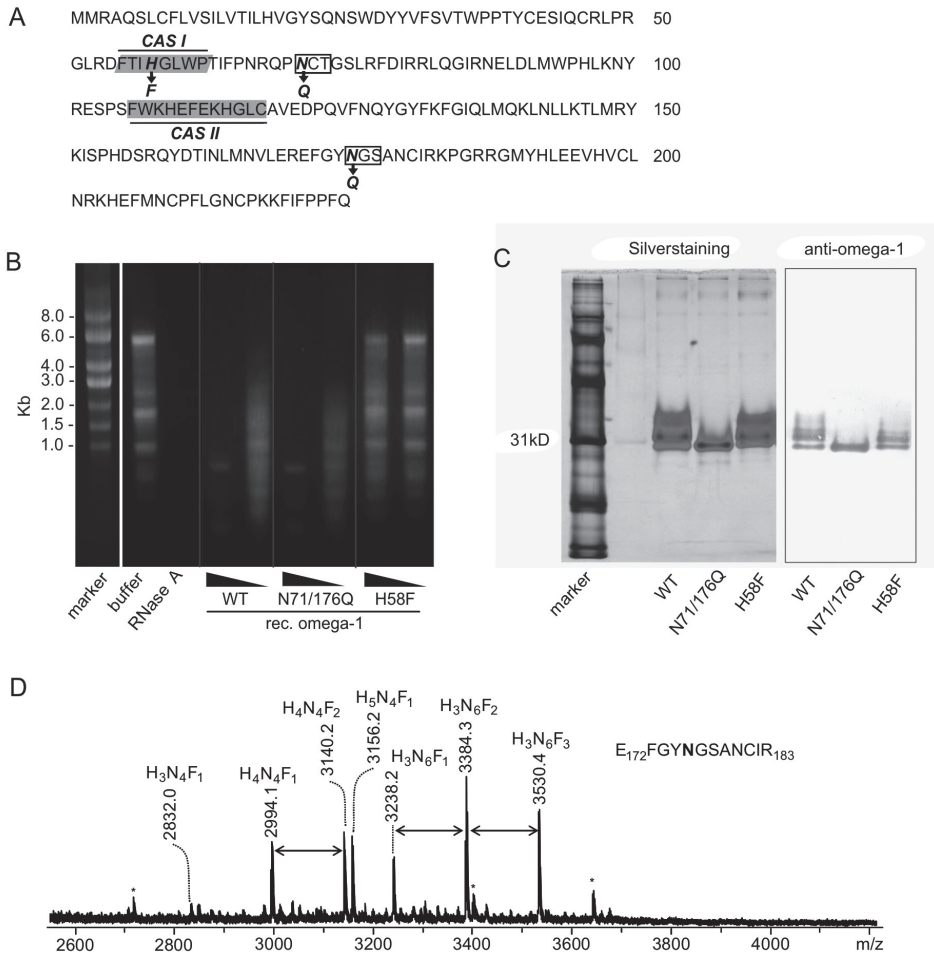 A
MMRAQSLCFLVSILVTILHVGYSQNSWDYYVFSVTWPPTYCESIQCRLPR 50
CAS I
GLRDFTIHGLWPTIFPNRQPNCTGSLRFDIRRLQGIRNELDLMWPHLKNY 100
F Q
RESPSFWKHEFEKHGLCAVEDPQVFNQYGYFKFGIQLMQKLNLLKTLMRY 150
CAS II
KISPHDSRQYDTINLMNVLEREFGYNGSANCIRKPGRRGMYHLEEVHVCL 200
Q
NRKHEFMNCPFLGNCPKKFIFPPFQ
B
Kb
8.0 -
6.0 -
4.0 -
3.0 -
2.0 -
1.5 -
1.0 -
marker
buffer
RNase A
WT N71/176Q H58F
rec. omega-1
C
Silverstaining anti-omega-1
31kD
marker
WT
N71/176Q
H58F
WT
N71/176Q
H58F
D
H3N4F1
2832.0
H4N4F1
2994.1
H4N4F2
3140.2
H5N4F1
3156.2
H3N6F1
3238.2
H3N6F2
3384.3
H3N6F3
3530.4
E172FGYNGSANCIR183
* * *
2600 2800 3000 3200 3400 3600 3800 4000 m/z